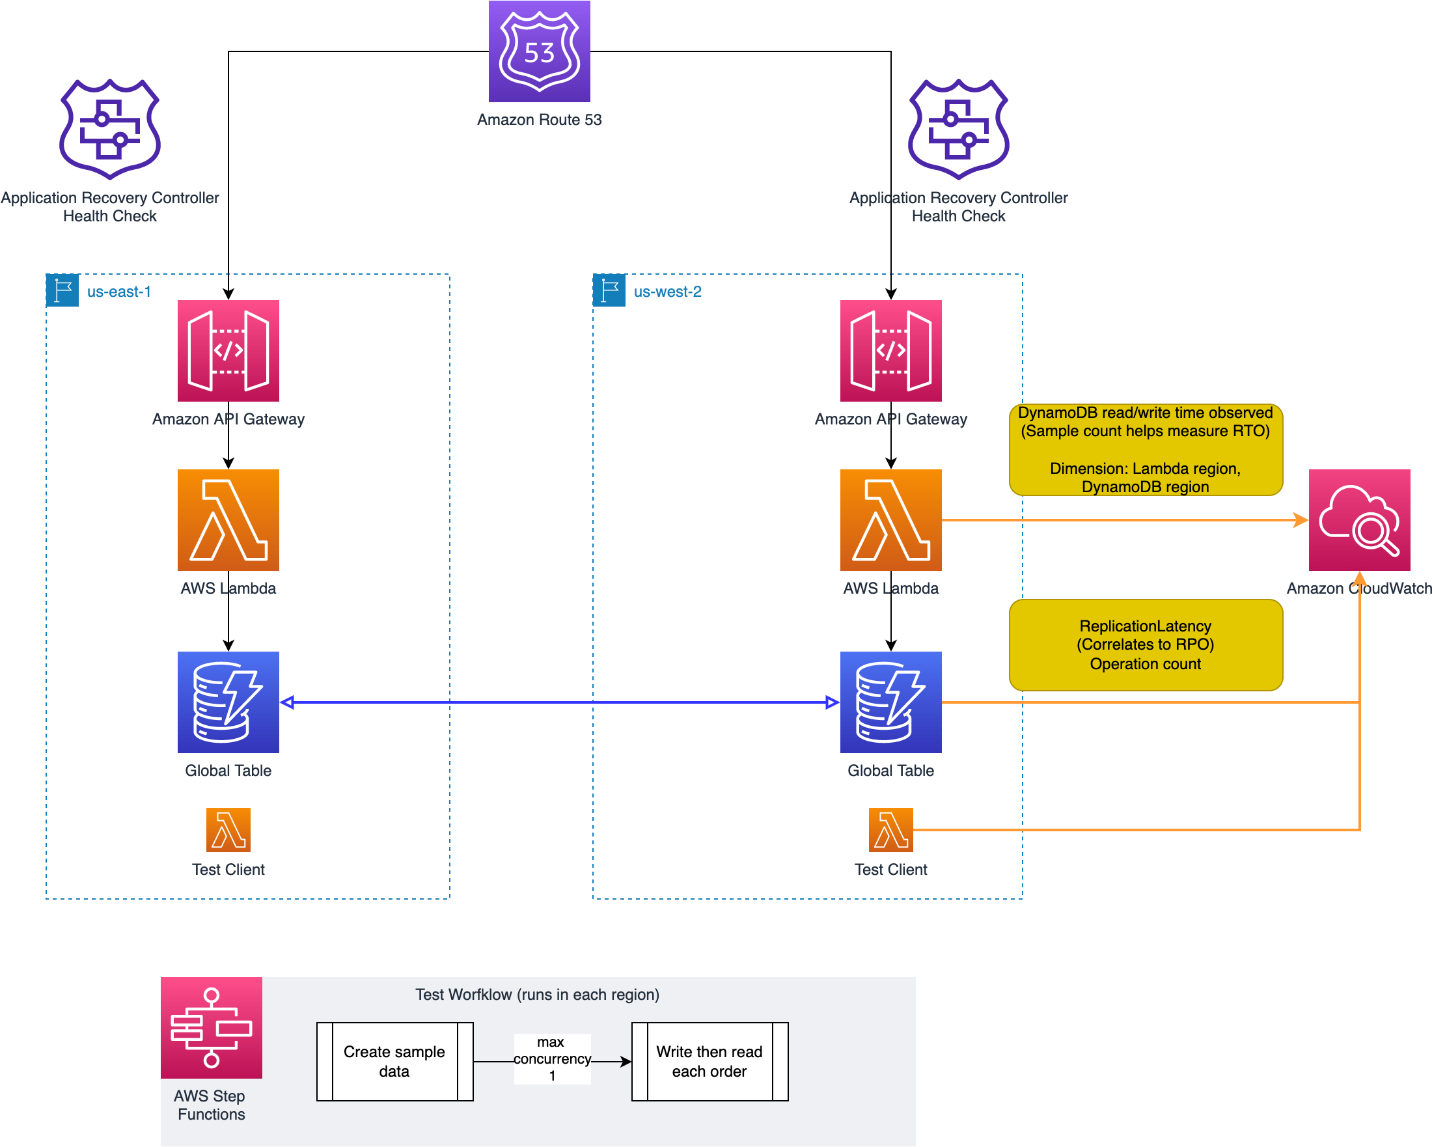 53
Amazon Route 53
Application Recovery Controller
Health Check
Application Recovery Controller
Health Check
us-east-1
us-west-2
</>
Amazon API Gateway
</>
Amazon API Gateway
DynamoDB read/write time observed
(Sample count helps measure RTO)
Dimension: Lambda region,
DynamoDB region
AWS Lambda
AWS Lambda
Amazon CloudWatch
ReplicationLatency
(Correlates to RPO)
Operation count
Global Table
Global Table
Test Client
Test Client
Test Worfklow (runs in each region)
Create sample
data
max
concurrency
1
Write then read
each order
AWS Step
Functions